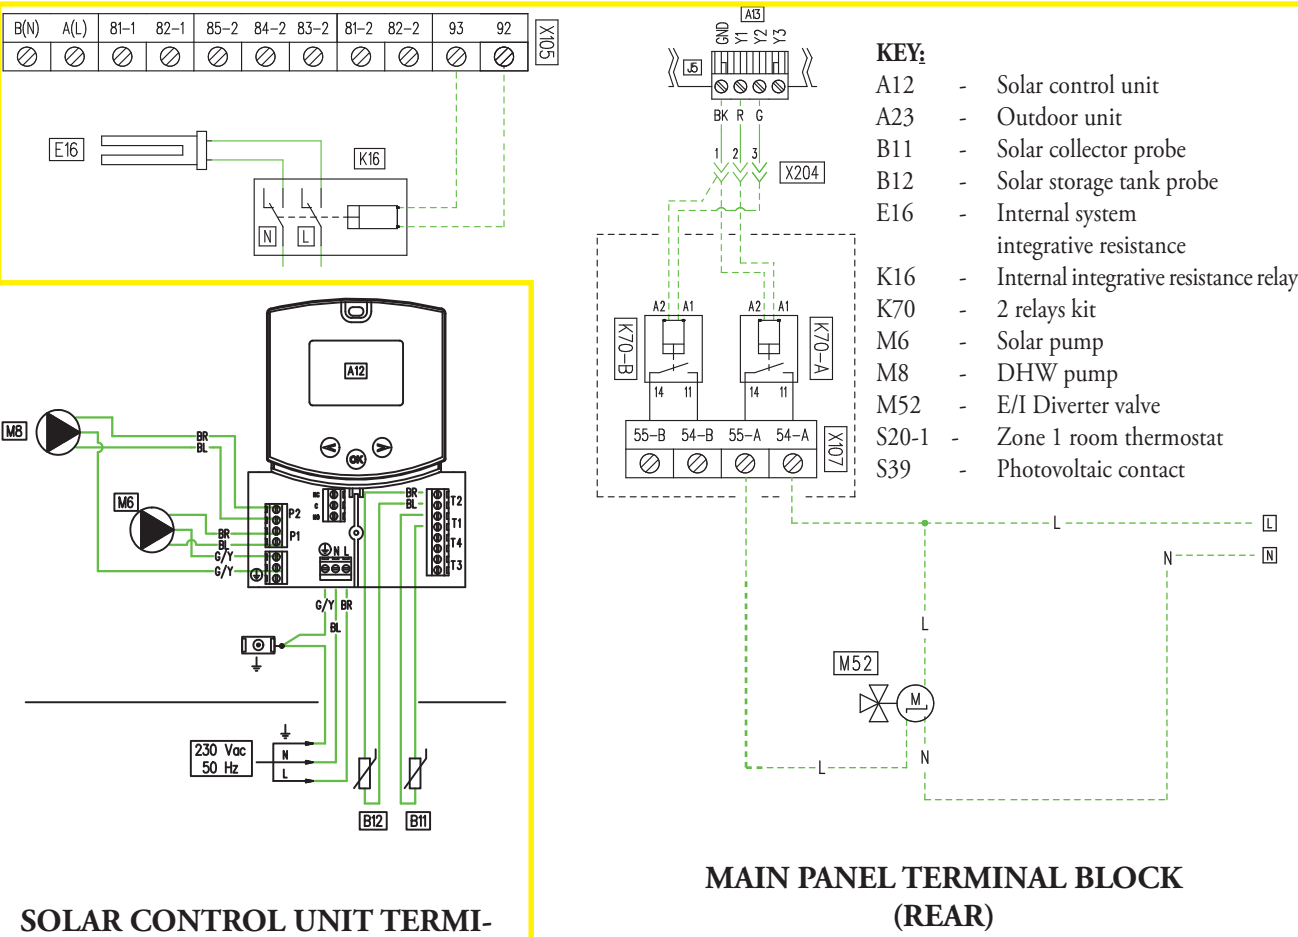 B(N) A(L) 81-1 82-1 85-2 84-2 83-2 81-2 82-2 93 92
X105
E16
K16
N L
A12
M8
BR
BL
M6
BR
BL
G/Y
G/Y
P2
P1
NC
C
NO
N L
BR
BL
T2
T1
T4
T3
G/Y BR
BL
230 Vac
50 Hz
N
L
B12 B11
SOLAR CONTROL UNIT TERMI-
A13
GND Y1 Y2 Y3
J5
BK R G
1 2 3
X204
A2 A1 A2 A1
K70-B K70-A
14 11 14 11
55-B 54-B 55-A 54-A
X107
L L
N N
L
M52
M
L N
MAIN PANEL TERMINAL BLOCK
(REAR)
KEY:
A12 - Solar control unit
A23 - Outdoor unit
B11 - Solar collector probe
B12 - Solar storage tank probe
E16 - Internal system
integrative resistance
K16 - Internal integrative resistance relay
K70 - 2 relays kit
M6 - Solar pump
M8 - DHW pump
M52 - E/I Diverter valve
S20-1 - Zone 1 room thermostat
S39 - Photovoltaic contact
OK